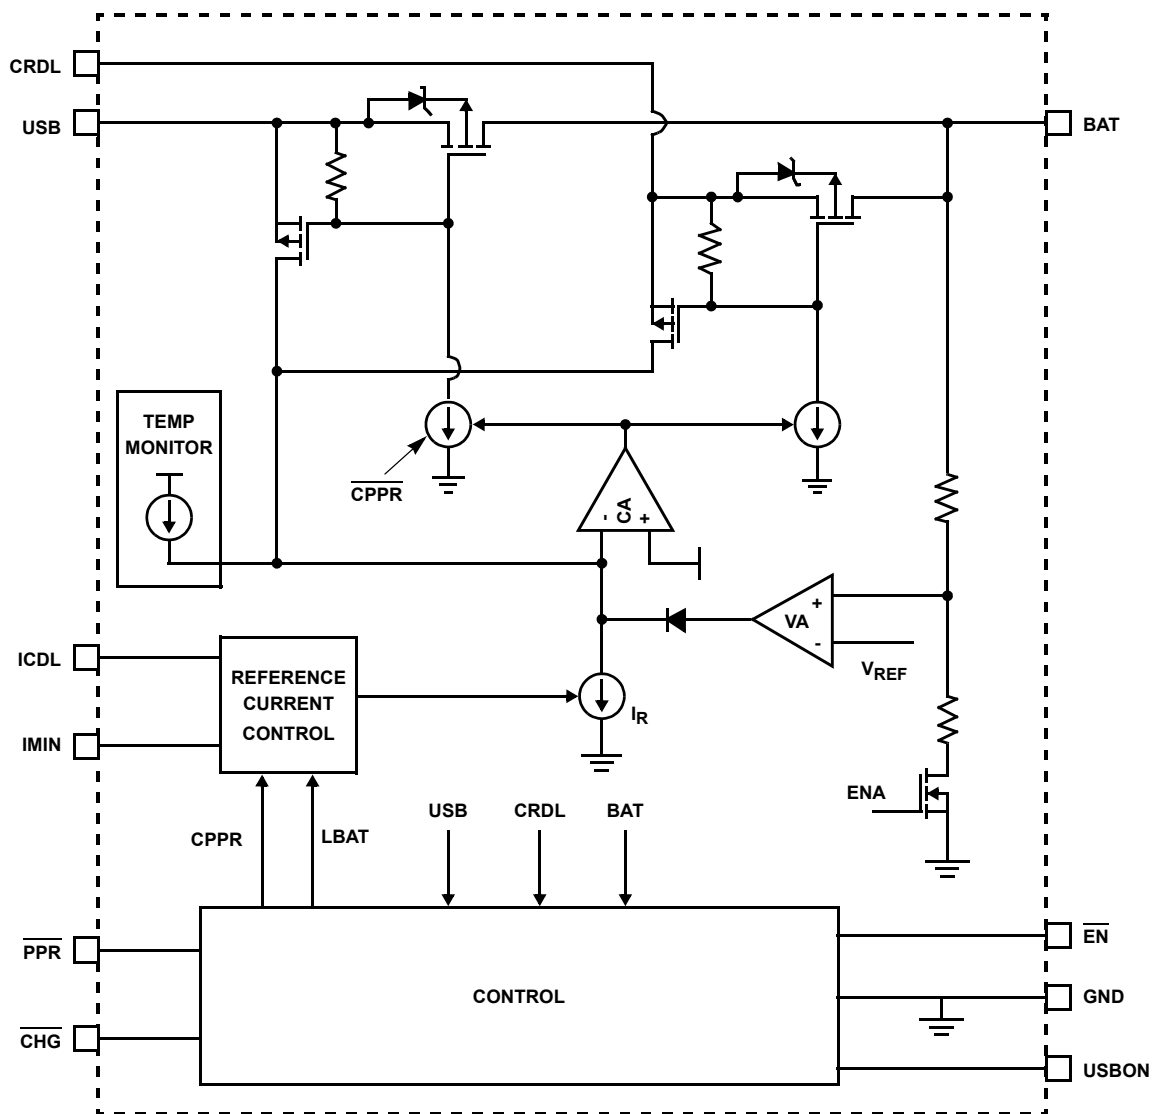 CRDL
USB
BAT
TEMP
MONITOR
CPPR
- CA +
+
VA
-
VREF
ICDL
REFERENCE
CURRENT
CONTROL
IR
IMIN
ENA
USB
CRDL
BAT
CPPR
LBAT
PPR
EN
CONTROL
GND
CHG
USBON